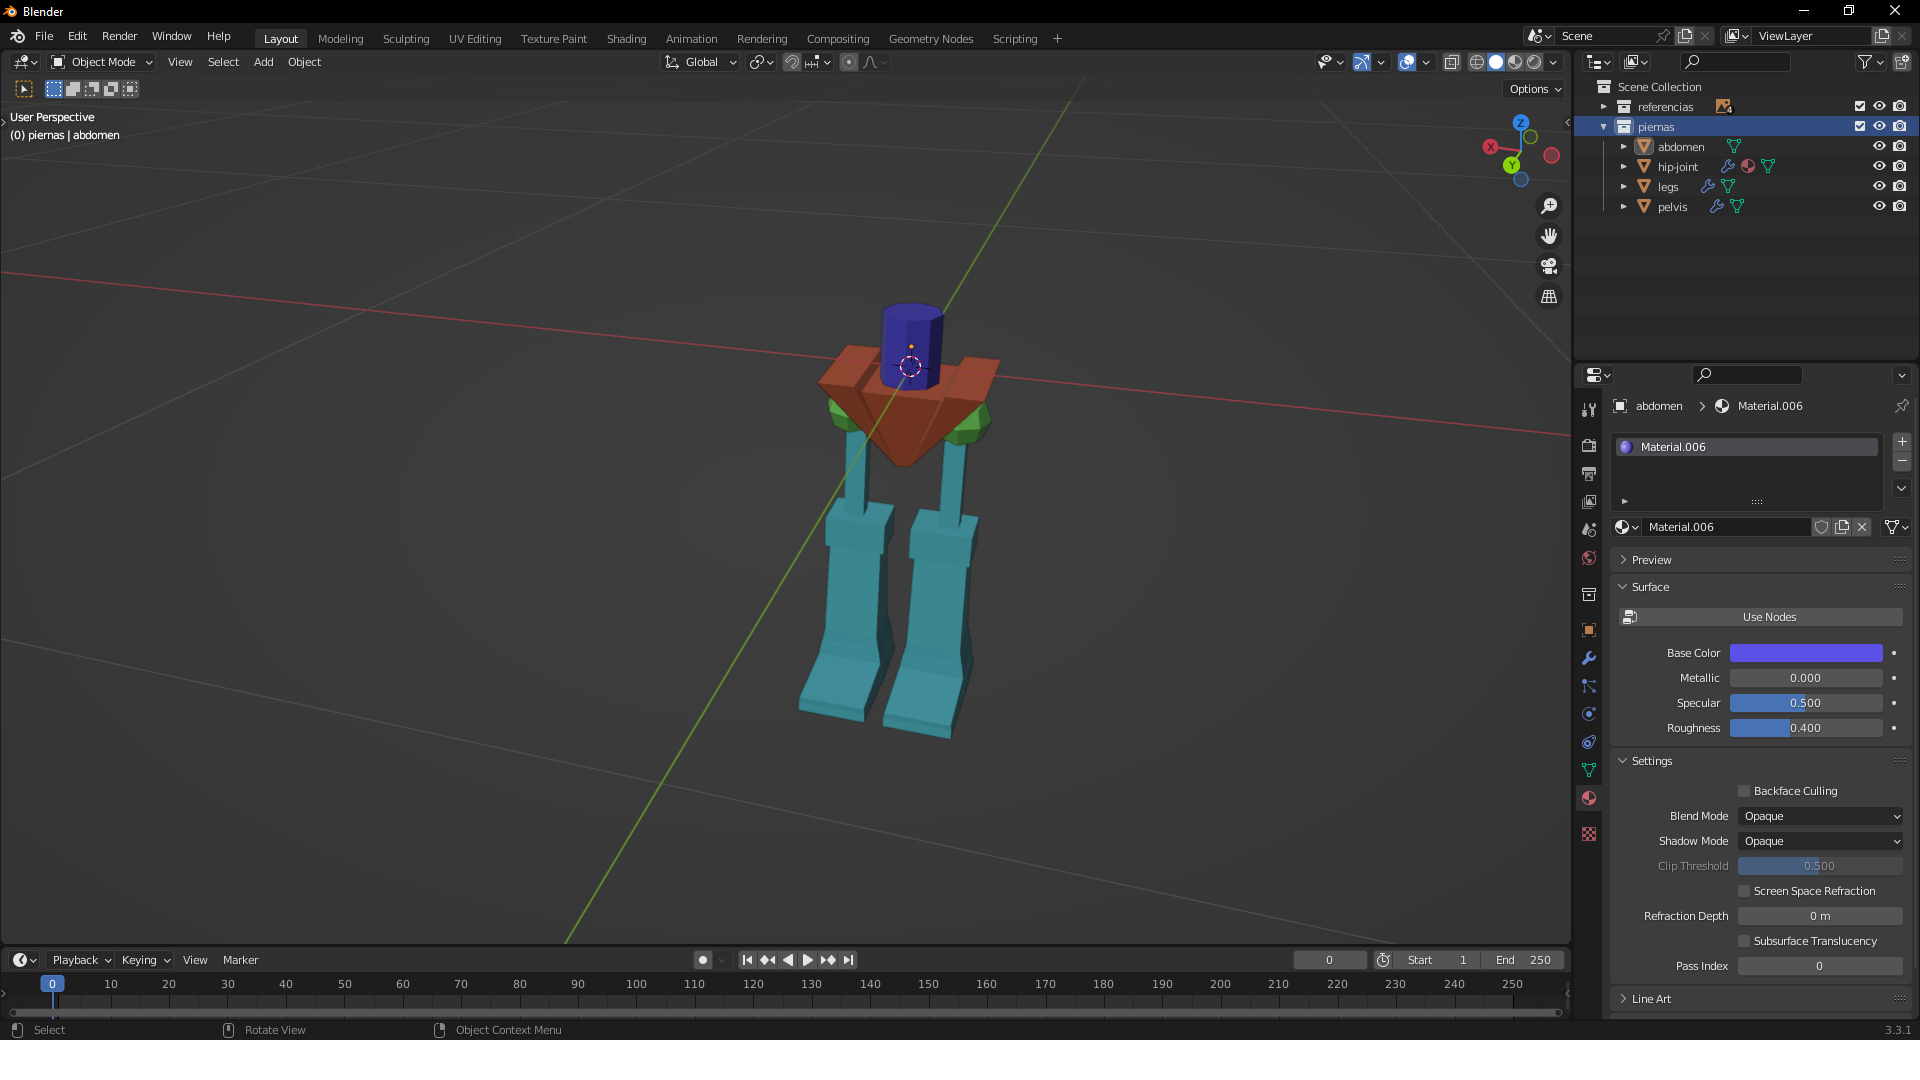 Blender
File Edit Render Window Help
Layout Modeling Sculpting UV Editing Texture Paint Shading Animation Rendering Compositing Geometry Nodes Scripting +
Scene ViewLayer
Object Mode View Select Add Object
Global
Options
User Perspective
(0) piernas | abdomen
Z
X
Y
Scene Collection
referencias 4
piernas
abdomen
hip-joint
legs
pelvis
abdomen > Material.006
Material.006
Material.006
Preview
Surface
Use Nodes
Base Color
Metallic 0.000
Specular 0.500
Roughness 0.400
Settings
Backface Culling
Blend Mode Opaque
Shadow Mode Opaque
Clip Threshold 0.500
Screen Space Refraction
Refraction Depth 0 m
Subsurface Translucency
Pass Index 0
Line Art
Playback Keying View Marker
0 Start 1 End 250
0 10 20 30 40 50 60 70 80 90 100 110 120 130 140 150 160 170 180 190 200 210 220 230 240 250
Select Rotate View Object Context Menu
3.3.1